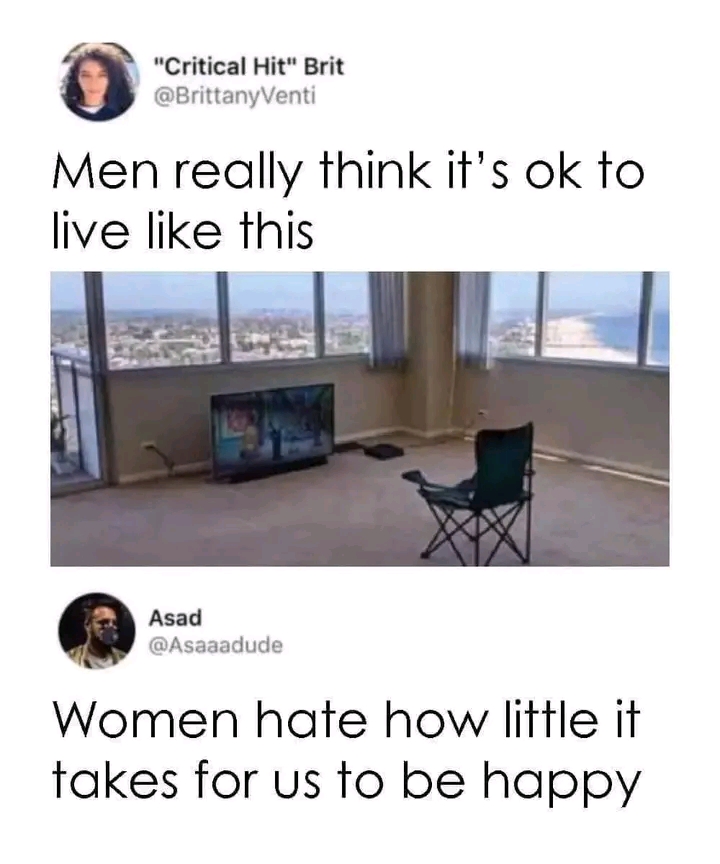 "Critical Hit" Brit
@BrittanyVenti
Men really think it's ok to
live like this
Asad
@Asaaadude
Women hate how little it
takes for us to be happy